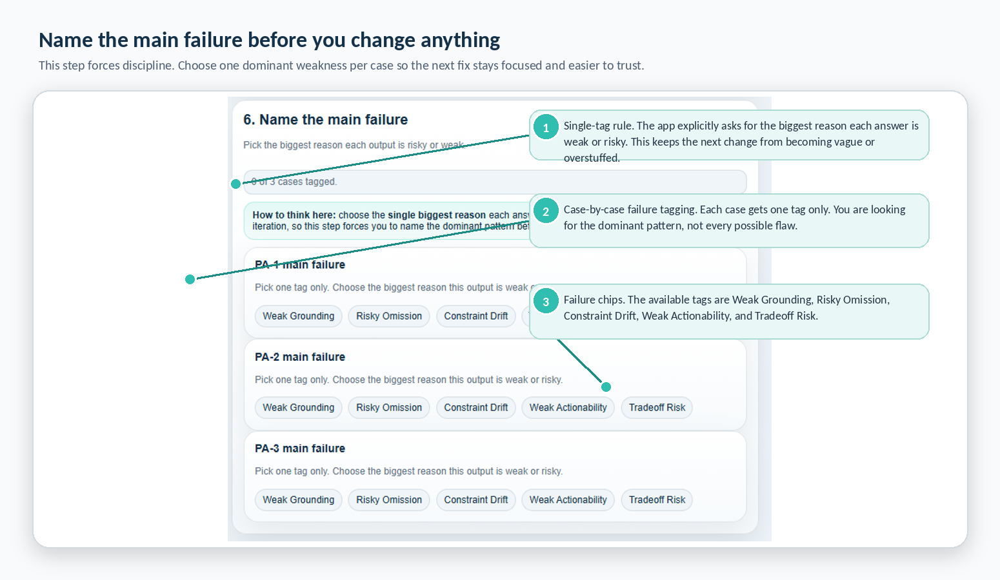 Name the main failure before you change anything
This step forces discipline. Choose one dominant weakness per case so the next fix stays focused and easier to trust.
6. Name the main failure
Pick the biggest reason each output is risky or weak.
0 of 3 cases tagged.
How to think here: choose the single biggest reason each
iteration, so this step forces you to name the dominant pattern
PA-1 main failure
Pick one tag only. Choose the biggest reason this output is weak
Weak Grounding
Risky Omission
Constraint Drift
PA-2 main failure
Pick one tag only. Choose the biggest reason this output is weak or risky.
Weak Grounding
Risky Omission
Constraint Drift
Weak Actionability
Tradeoff Risk
PA-3 main failure
Pick one tag only. Choose the biggest reason this output is weak or risky.
Weak Grounding
Risky Omission
Constraint Drift
Weak Actionability
Tradeoff Risk
1
Single-tag rule. The app explicitly asks for the biggest reason each answer is
weak or risky. This keeps the next change from becoming vague or
overstuffed.
2
Case-by-case failure tagging. Each case gets one tag only. You are looking
for the dominant pattern, not every possible flaw.
3
Failure chips. The available tags are Weak Grounding, Risky Omission,
Constraint Drift, Weak Actionability, and Tradeoff Risk.